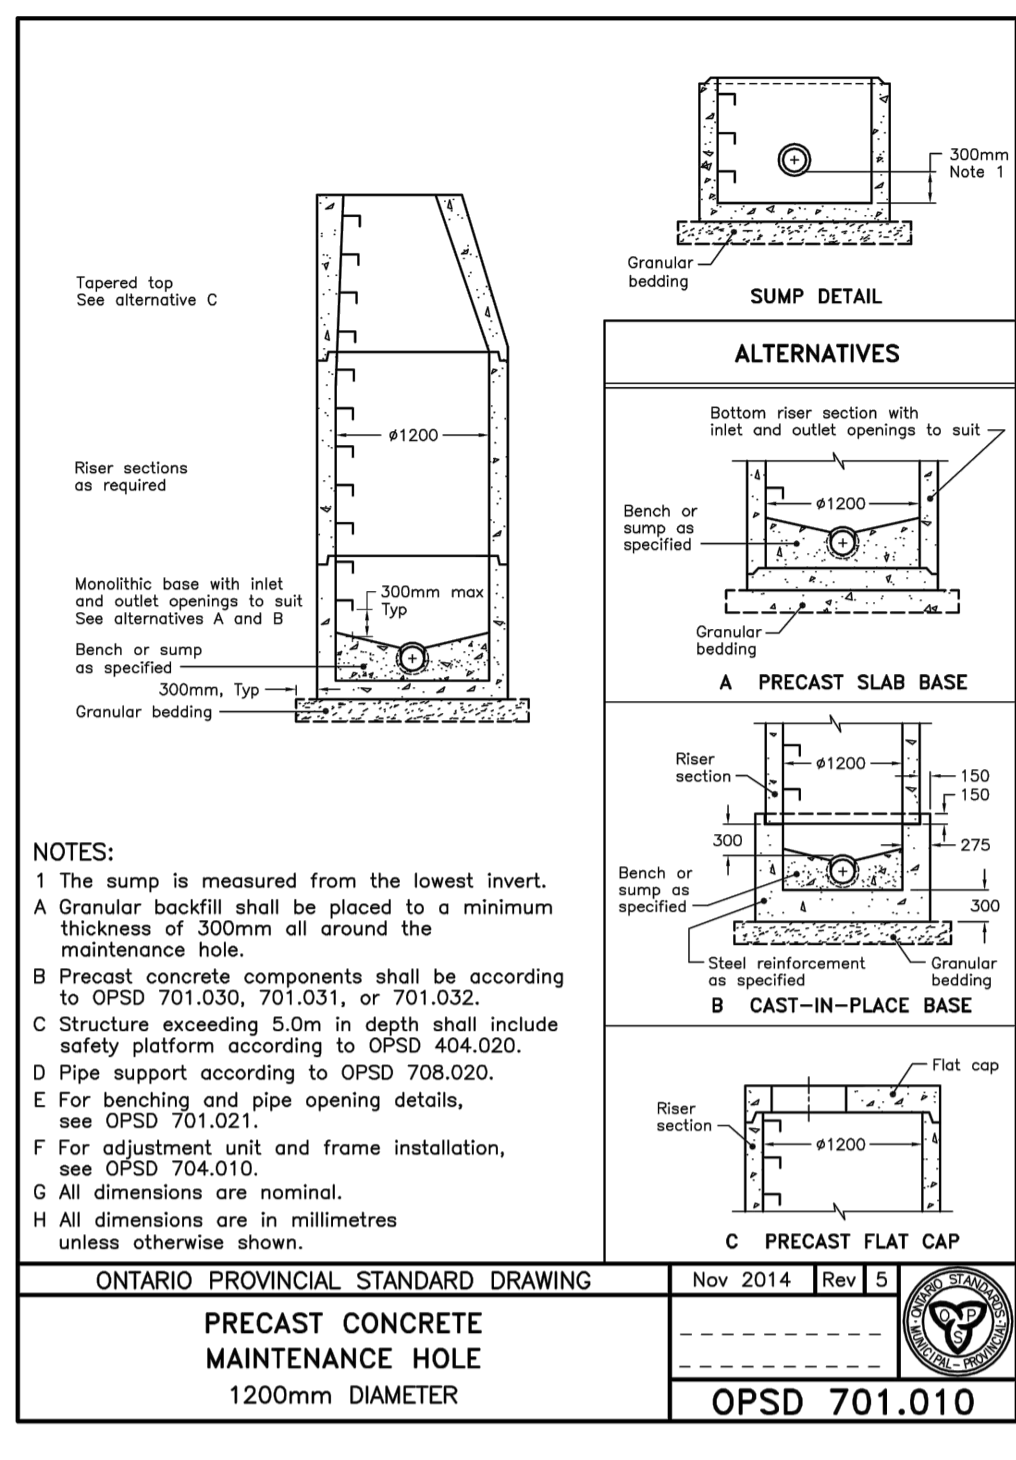 300mm
Note 1
Granular
bedding
SUMP DETAIL
Tapered top
See alternative C
Ø1200
Riser sections
as required
Monolithic base with inlet
and outlet openings to suit
See alternatives A and B
300mm max
Typ
Bench or sump
as specified
300mm, Typ
Granular bedding
ALTERNATIVES
Bottom riser section with
inlet and outlet openings to suit
Ø1200
Bench or
sump as
specified
Granular
bedding
A PRECAST SLAB BASE
Riser
section
Ø1200
150
150
300
275
Bench or
sump as
specified
300
Steel reinforcement
as specified
Granular
bedding
B CAST-IN-PLACE BASE
Flat cap
Riser
section
Ø1200
C PRECAST FLAT CAP
NOTES:
1 The sump is measured from the lowest invert.
A Granular backfill shall be placed to a minimum
thickness of 300mm all around the
maintenance hole.
B Precast concrete components shall be according
to OPSD 701.030, 701.031, or 701.032.
C Structure exceeding 5.0m in depth shall include
safety platform according to OPSD 404.020.
D Pipe support according to OPSD 708.020.
E For benching and pipe opening details,
see OPSD 701.021.
F For adjustment unit and frame installation,
see OPSD 704.010.
G All dimensions are nominal.
H All dimensions are in millimetres
unless otherwise shown.
ONTARIO PROVINCIAL STANDARD DRAWING
Nov 2014 Rev 5
PRECAST CONCRETE
MAINTENANCE HOLE
1200mm DIAMETER
ONTARIO STANDARDS
MUNICIPAL-PROVINCIAL
O P S
OPSD 701.010